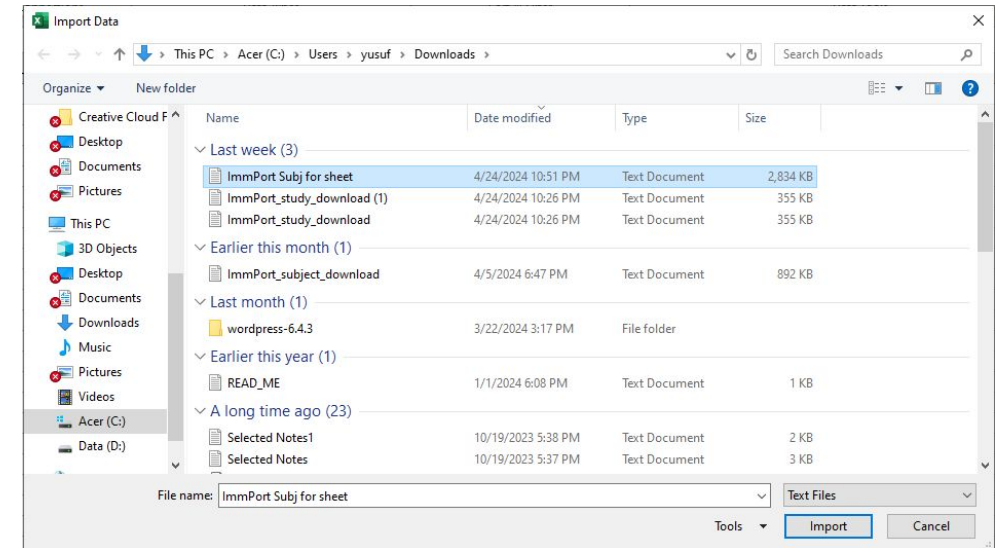 Import Data
This PC > Acer (C:) > Users > yusuf > Downloads >
Search Downloads
Organize
New folder
Creative Cloud F
Desktop
Documents
Pictures
This PC
3D Objects
Desktop
Documents
Downloads
Music
Pictures
Videos
Acer (C:)
Data (D:)
Name Date modified Type Size
Last week (3)
ImmPort Subj for sheet 4/24/2024 10:51 PM Text Document 2,834 KB
ImmPort_study_download (1) 4/24/2024 10:26 PM Text Document 355 KB
ImmPort_study_download 4/24/2024 10:26 PM Text Document 355 KB
Earlier this month (1)
ImmPort_subject_download 4/5/2024 6:47 PM Text Document 892 KB
Last month (1)
wordpress-6.4.3 3/22/2024 3:17 PM File folder
Earlier this year (1)
READ_ME 1/1/2024 6:08 PM Text Document 1 KB
A long time ago (23)
Selected Notes1 10/19/2023 5:38 PM Text Document 2 KB
Selected Notes 10/19/2023 5:37 PM Text Document 3 KB
File name: ImmPort Subj for sheet
Text Files
Tools
Import
Cancel